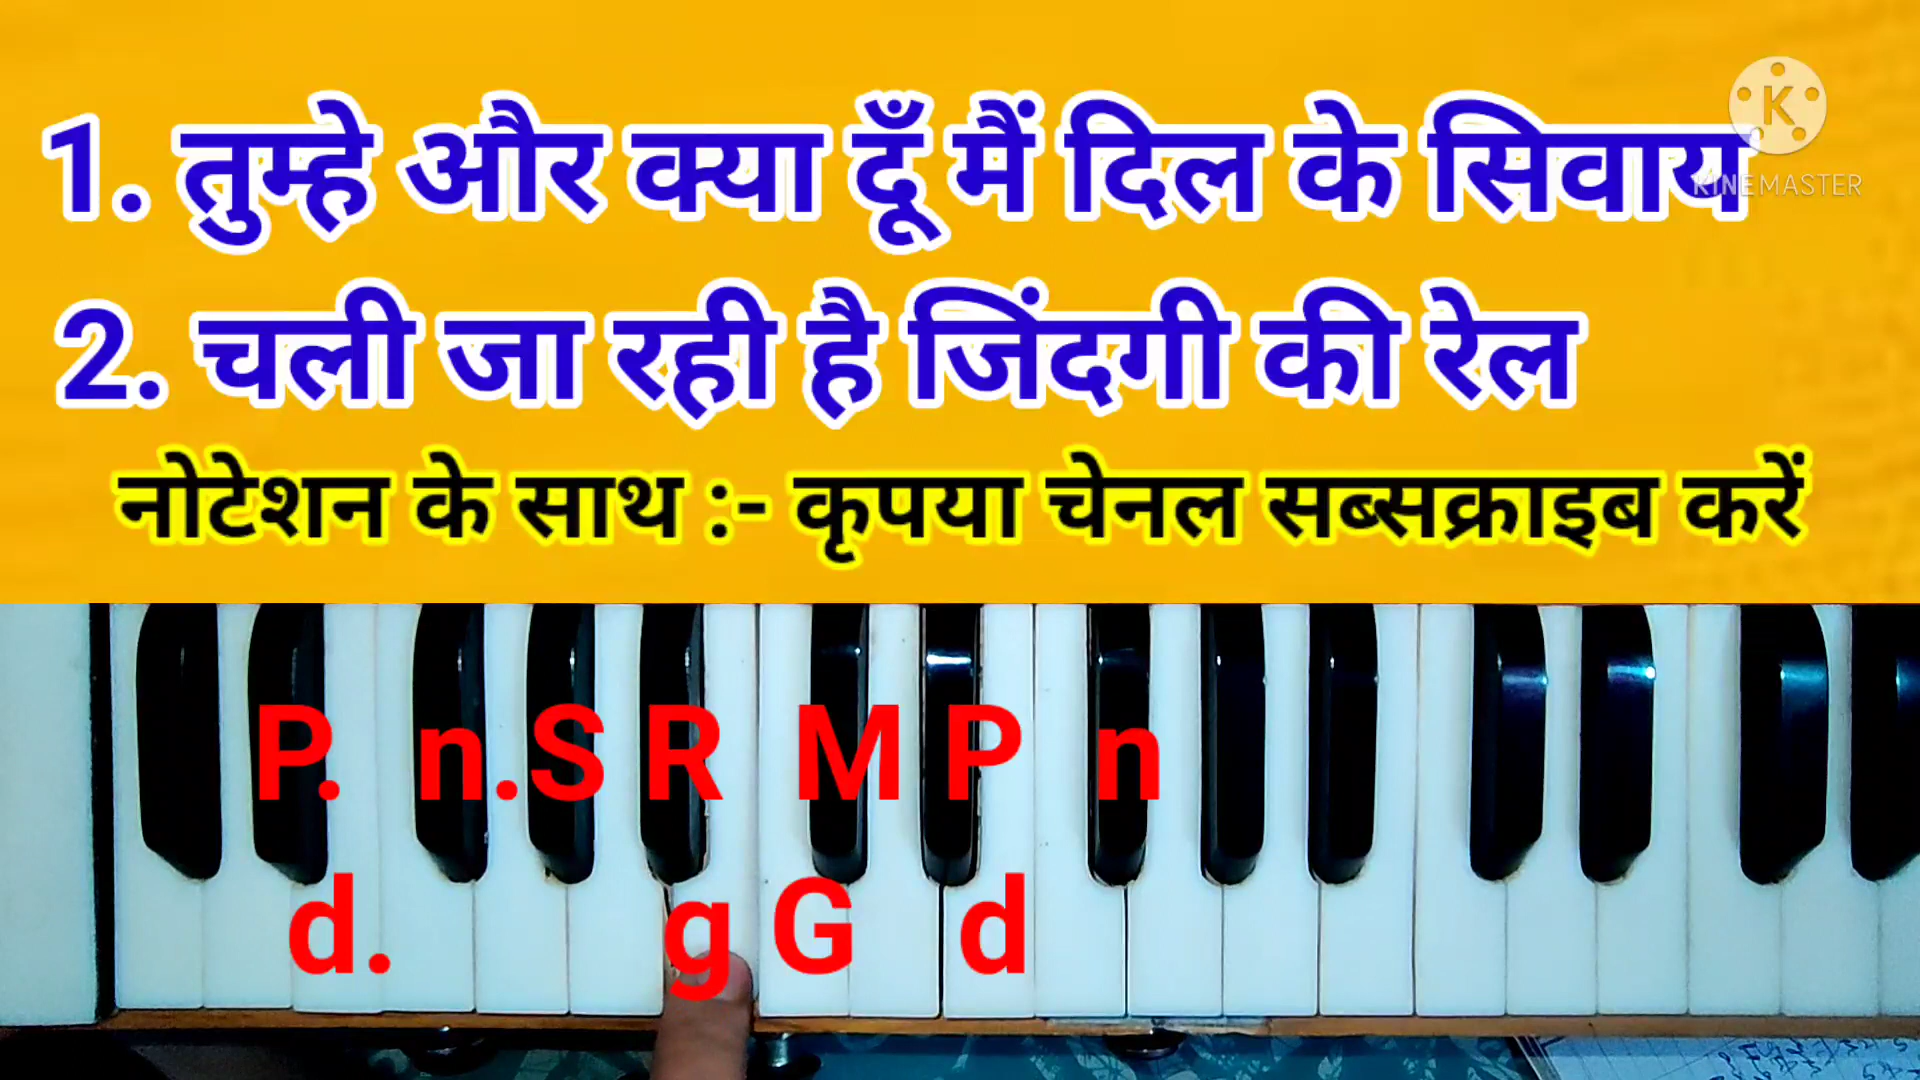 1. तुम्हे और क्या दूँ मैं दिल के सिवाय
K
KINEMASTER
2. चली जा रही है जिंदगी की रेल
नोटेशन के साथ :- कृपया चेनल सब्सक्राइब करें
P. n.S R M P n
d. g G d